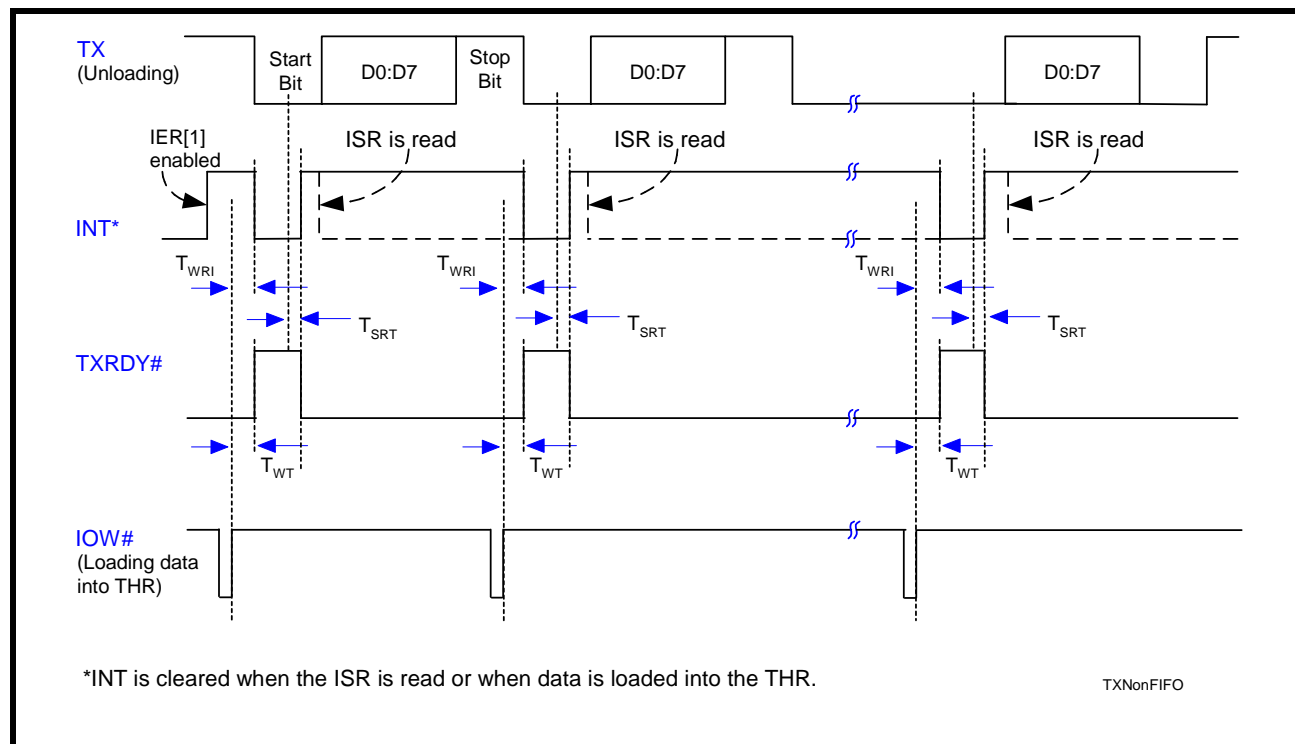 TX
(Unloading)
Start
Bit
D0:D7
Stop
Bit
D0:D7
D0:D7
IER[1]
enabled
ISR is read
ISR is read
ISR is read
INT*
TWRI
TWRI
TWRI
TSRT
TSRT
TSRT
TXRDY#
TWT
TWT
TWT
IOW#
(Loading data
into THR)
*INT is cleared when the ISR is read or when data is loaded into the THR.
TXNonFIFO